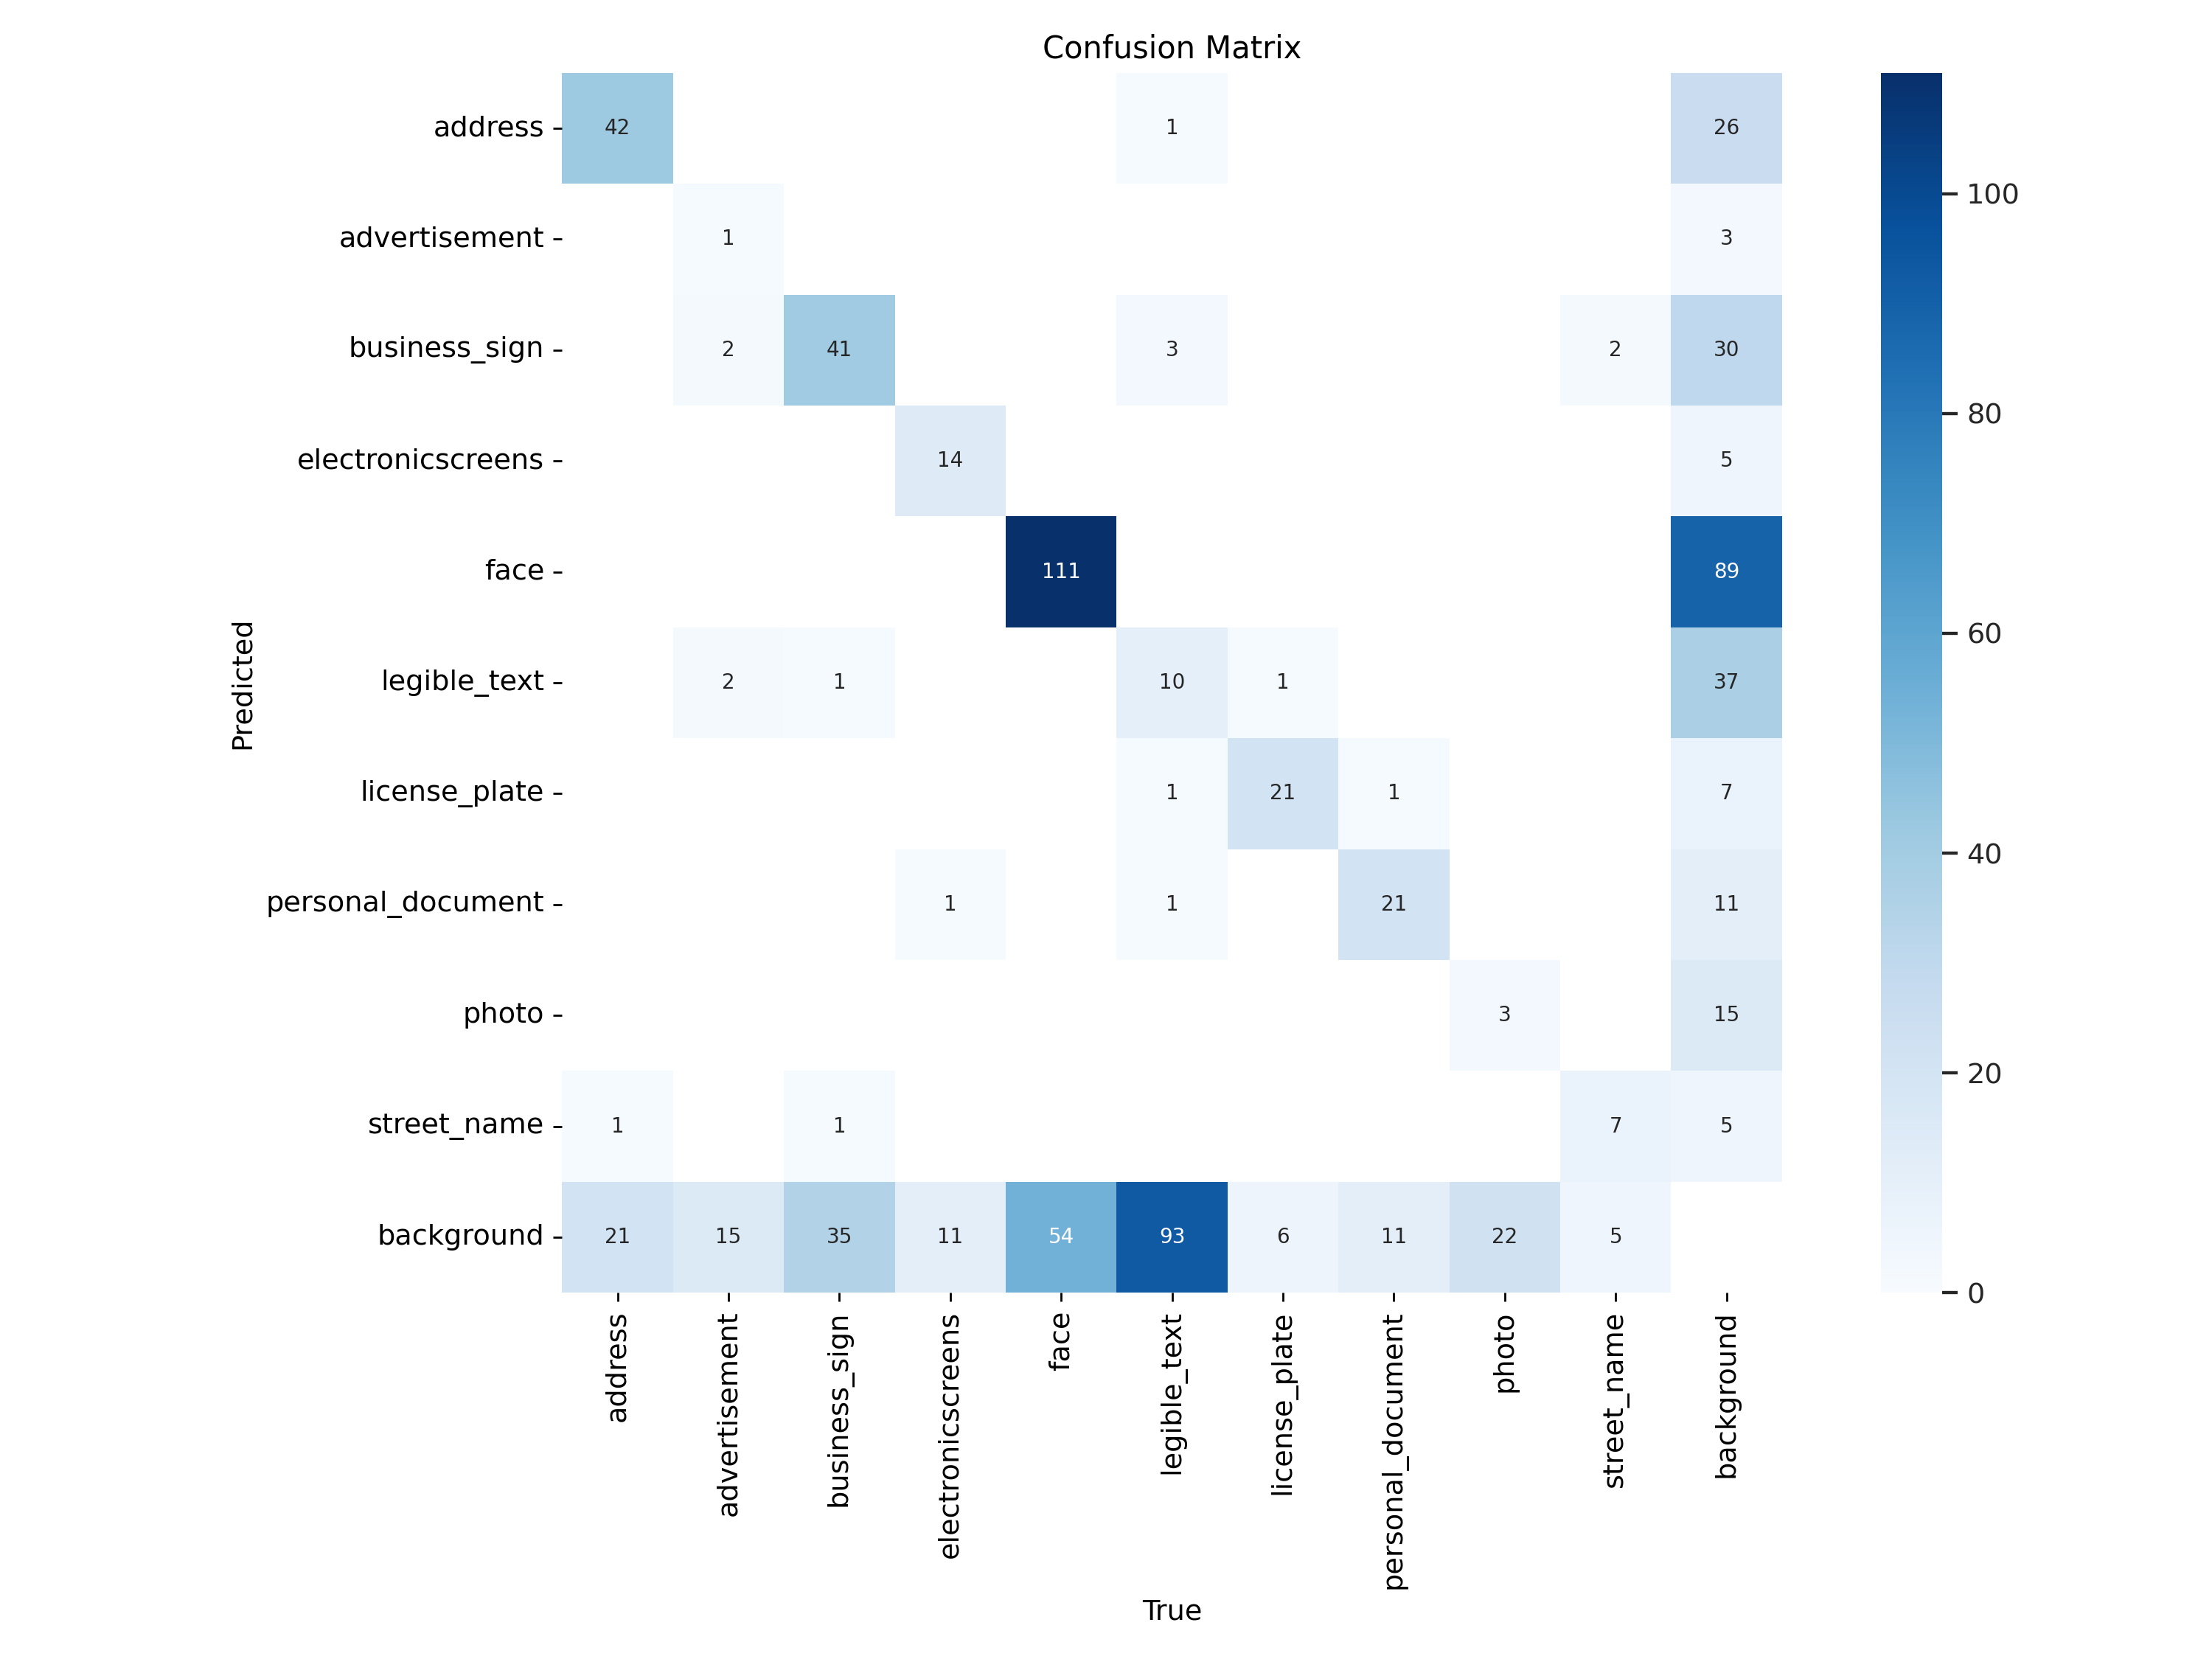 Confusion Matrix
address 42 1 26
advertisement 1 3
business_sign 2 41 3 2 30
electronicscreens 14 5
face 111 89
legible_text 2 1 10 1 37
license_plate 1 21 1 7
personal_document 1 1 21 11
photo 3 15
street_name 1 1 7 5
background 21 15 35 11 54 93 6 11 22 5
Predicted
address
advertisement
business_sign
electronicscreens
face
legible_text
license_plate
personal_document
photo
street_name
background
True
100
80
60
40
20
0